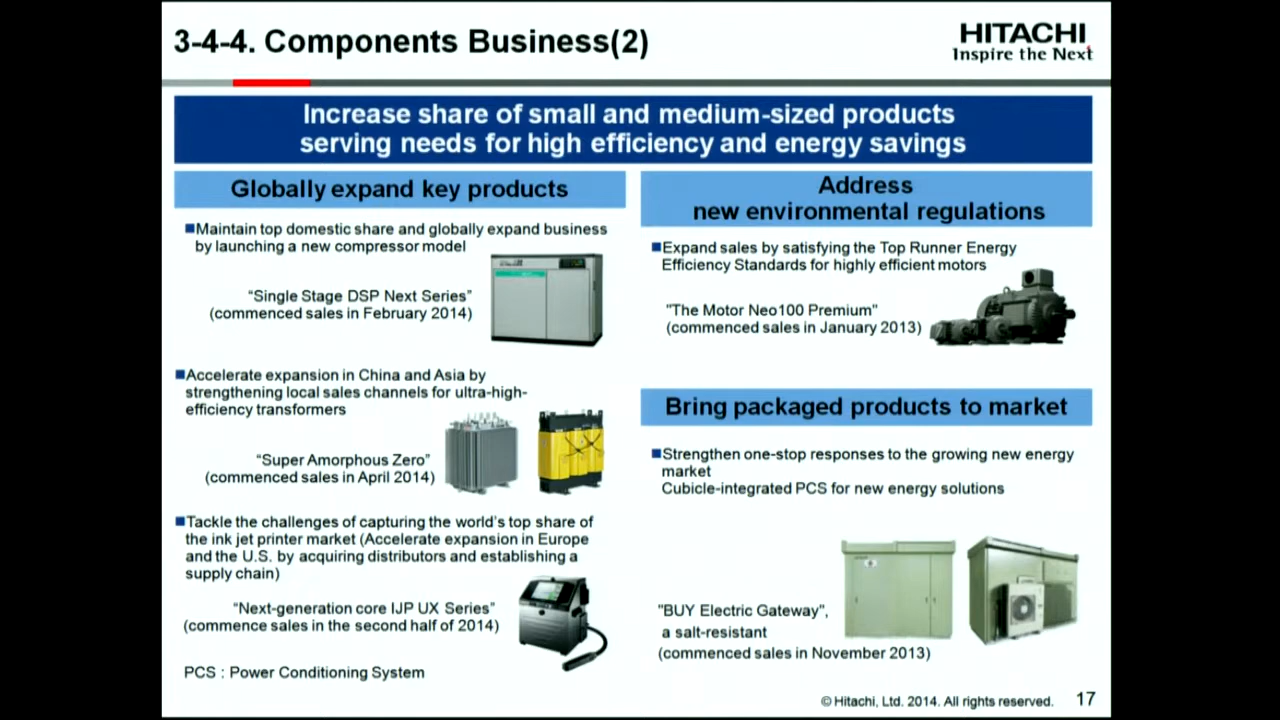 3-4-4. Components Business(2)
HITACHI
Inspire the Next
Increase share of small and medium-sized products
serving needs for high efficiency and energy savings
Globally expand key products
■Maintain top domestic share and globally expand business
by launching a new compressor model
“Single Stage DSP Next Series”
(commenced sales in February 2014)
■Accelerate expansion in China and Asia by
strengthening local sales channels for ultra-high-
efficiency transformers
“Super Amorphous Zero”
(commenced sales in April 2014)
■Tackle the challenges of capturing the world's top share of
the ink jet printer market (Accelerate expansion in Europe
and the U.S. by acquiring distributors and establishing a
supply chain)
“Next-generation core IJP UX Series”
(commence sales in the second half of 2014)
PCS : Power Conditioning System
Address
new environmental regulations
■Expand sales by satisfying the Top Runner Energy
Efficiency Standards for highly efficient motors
"The Motor Neo100 Premium"
(commenced sales in January 2013)
Bring packaged products to market
■Strengthen one-stop responses to the growing new energy
market
Cubicle-integrated PCS for new energy solutions
"BUY Electric Gateway",
a salt-resistant
(commenced sales in November 2013)
© Hitachi, Ltd. 2014. All rights reserved.
17